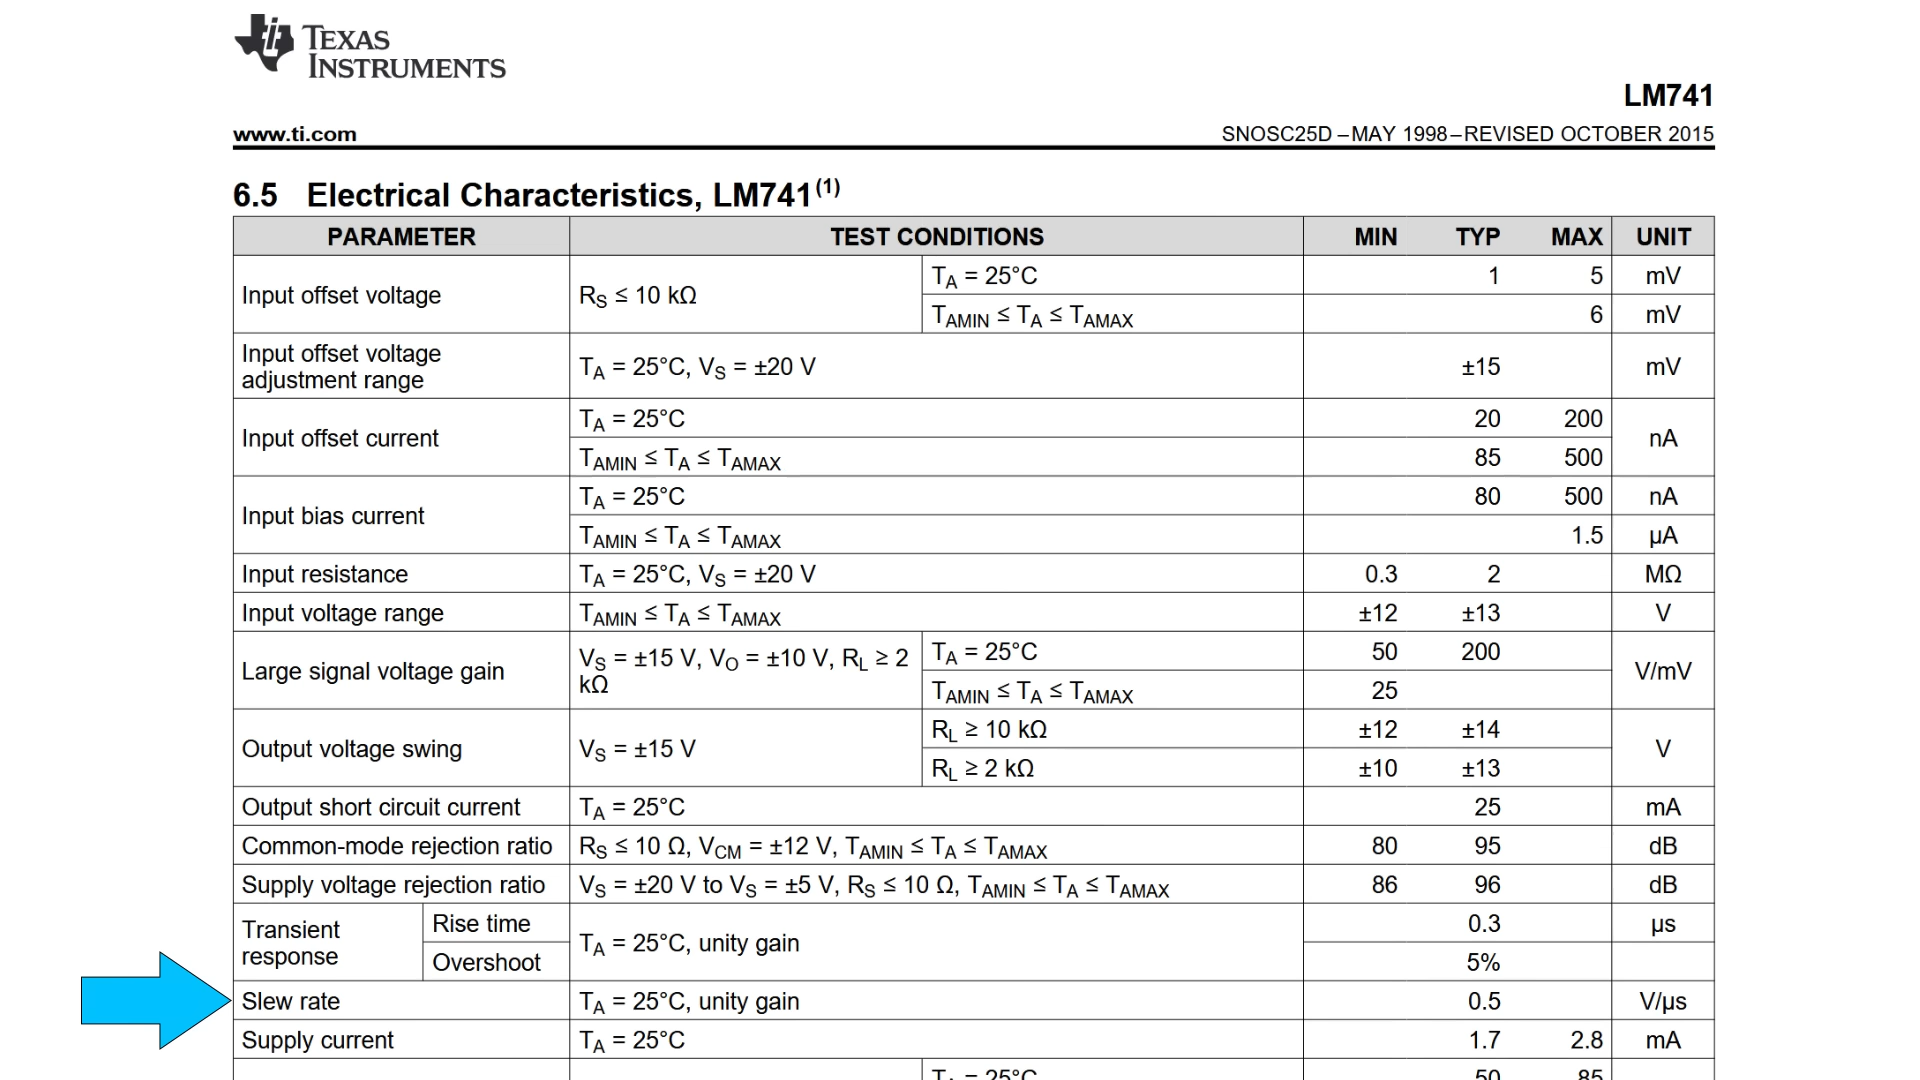 TEXAS
INSTRUMENTS
LM741
www.ti.com SNOSC25D –MAY 1998–REVISED OCTOBER 2015
6.5 Electrical Characteristics, LM741(1)
PARAMETER TEST CONDITIONS MIN TYP MAX UNIT
Input offset voltage RS ≤ 10 kΩ TA = 25°C 1 5 mV
TAMIN ≤ TA ≤ TAMAX 6 mV
Input offset voltage
adjustment range TA = 25°C, VS = ±20 V ±15 mV
Input offset current TA = 25°C 20 200 nA
TAMIN ≤ TA ≤ TAMAX 85 500
Input bias current TA = 25°C 80 500 nA
TAMIN ≤ TA ≤ TAMAX 1.5 µA
Input resistance TA = 25°C, VS = ±20 V 0.3 2 MΩ
Input voltage range TAMIN ≤ TA ≤ TAMAX ±12 ±13 V
Large signal voltage gain VS = ±15 V, VO = ±10 V, RL ≥ 2
kΩ TA = 25°C 50 200 V/mV
TAMIN ≤ TA ≤ TAMAX 25
Output voltage swing VS = ±15 V RL ≥ 10 kΩ ±12 ±14 V
RL ≥ 2 kΩ ±10 ±13
Output short circuit current TA = 25°C 25 mA
Common-mode rejection ratio RS ≤ 10 Ω, VCM = ±12 V, TAMIN ≤ TA ≤ TAMAX 80 95 dB
Supply voltage rejection ratio VS = ±20 V to VS = ±5 V, RS ≤ 10 Ω, TAMIN ≤ TA ≤ TAMAX 86 96 dB
Transient
response Rise time TA = 25°C, unity gain 0.3 µs
Overshoot 5%
Slew rate TA = 25°C, unity gain 0.5 V/µs
Supply current TA = 25°C 1.7 2.8 mA
TA = 25°C 50 85